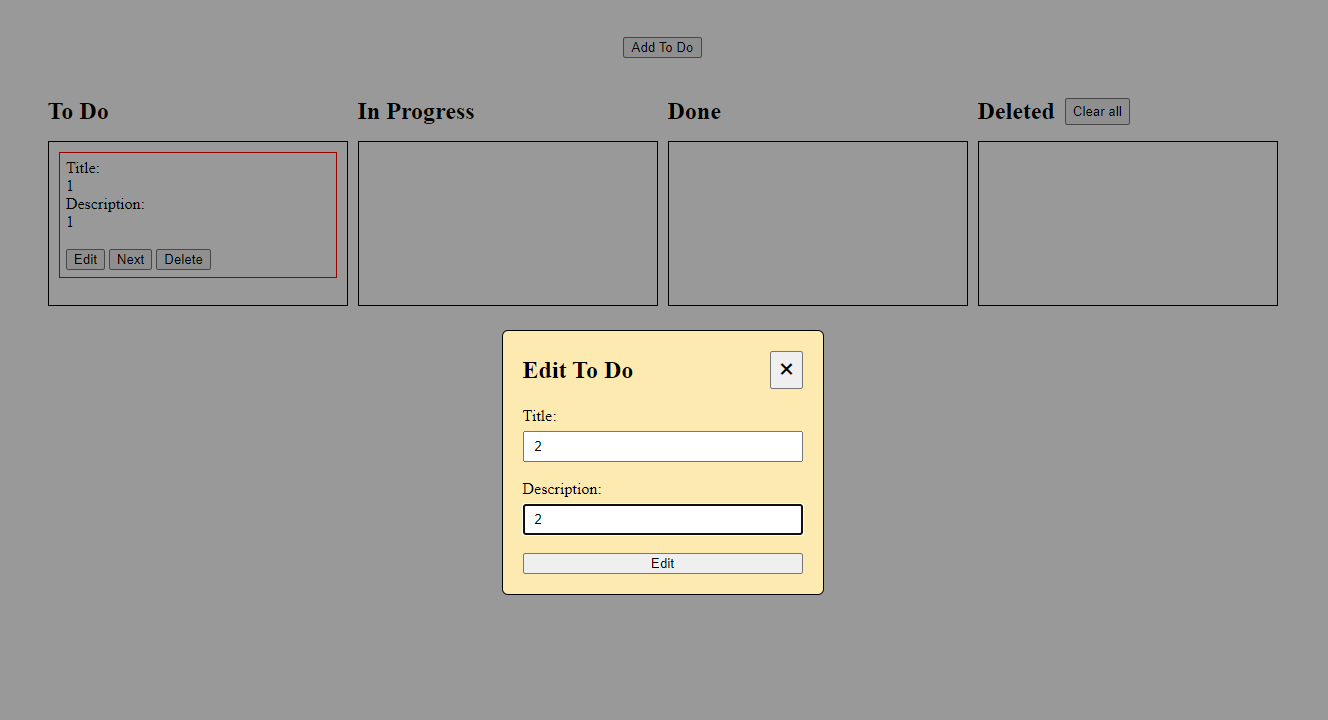 Add To Do
To Do
In Progress
Done
Deleted
Clear all
Title:
1
Description:
1
Edit Next Delete
Edit To Do
×
Title:
2
Description:
2
Edit